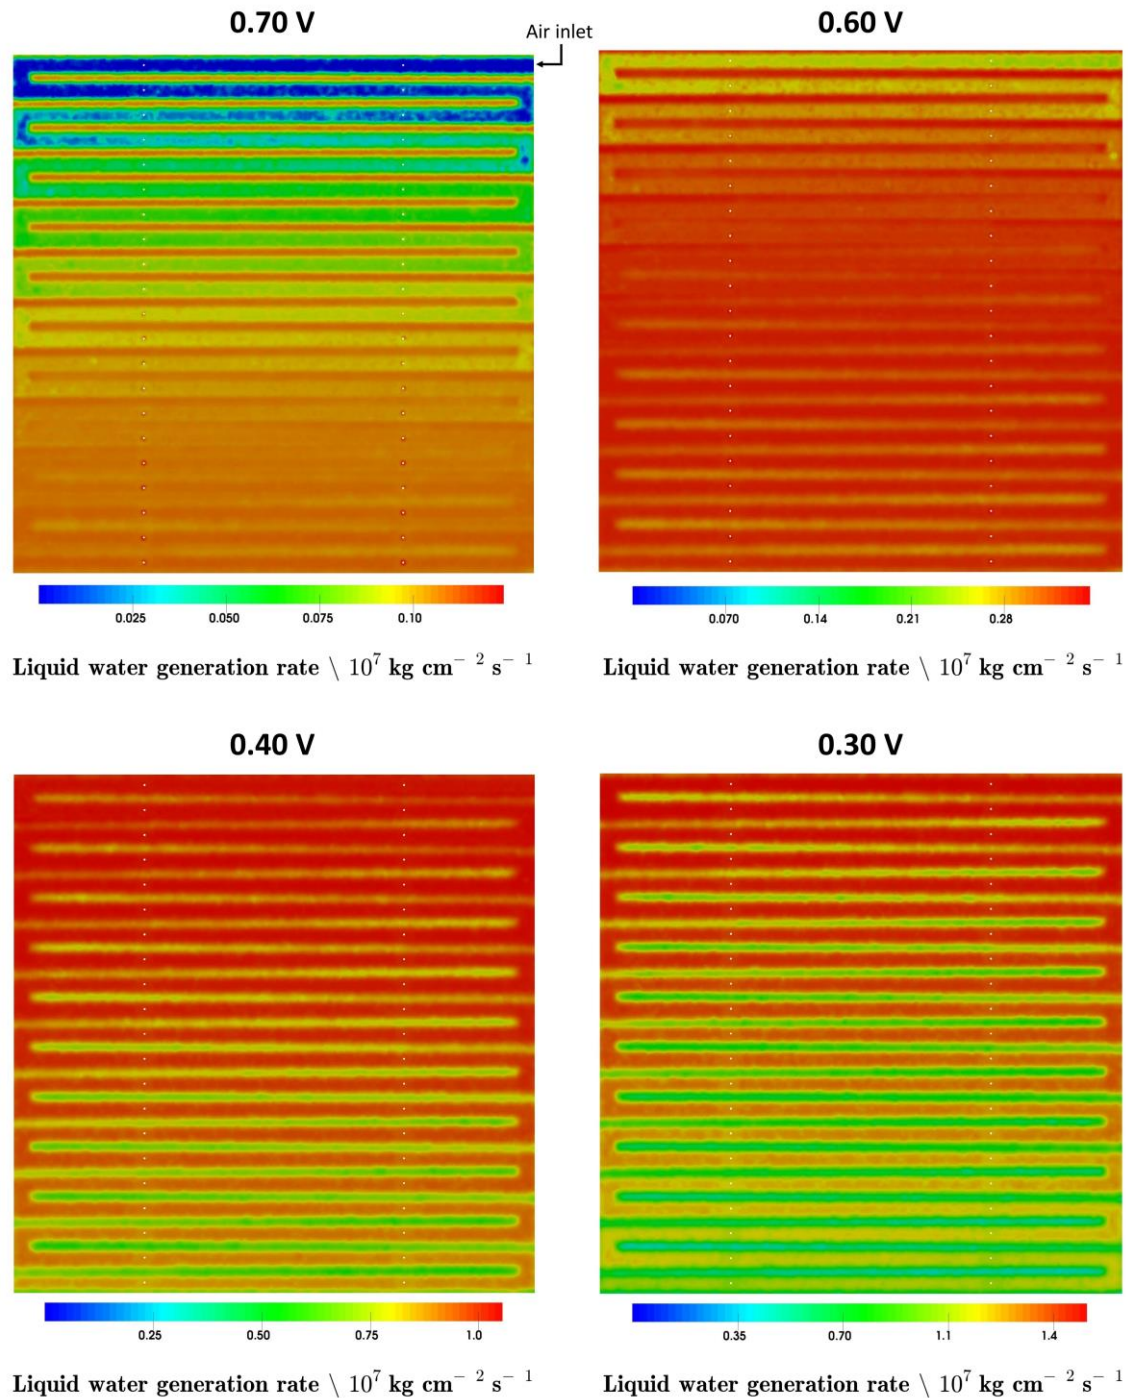 0.70 V
Air inlet
0.60 V
0.025 0.050 0.075 0.10
0.070 0.14 0.21 0.28
Liquid water generation rate \ 10⁷ kg cm⁻ ² s⁻ ¹
Liquid water generation rate \ 10⁷ kg cm⁻ ² s⁻ ¹
0.40 V
0.30 V
0.25 0.50 0.75 1.0
0.35 0.70 1.1 1.4
Liquid water generation rate \ 10⁷ kg cm⁻ ² s⁻ ¹
Liquid water generation rate \ 10⁷ kg cm⁻ ² s⁻ ¹